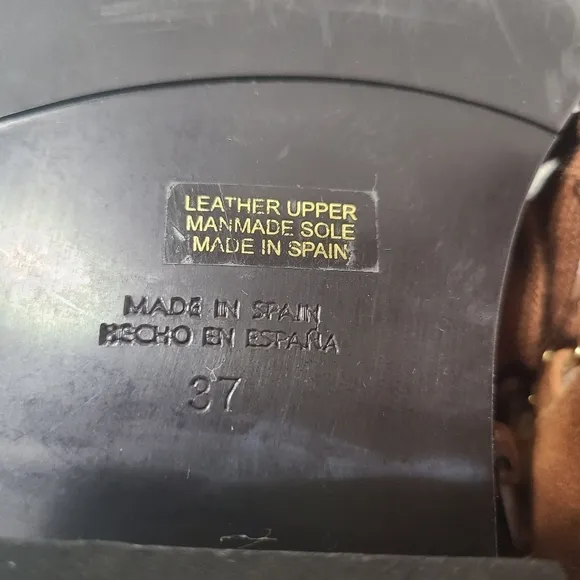 LEATHER UPPER
MANMADE SOLE
MADE IN SPAIN
MADE IN SPAIN
HECHO EN ESPAÑA
37